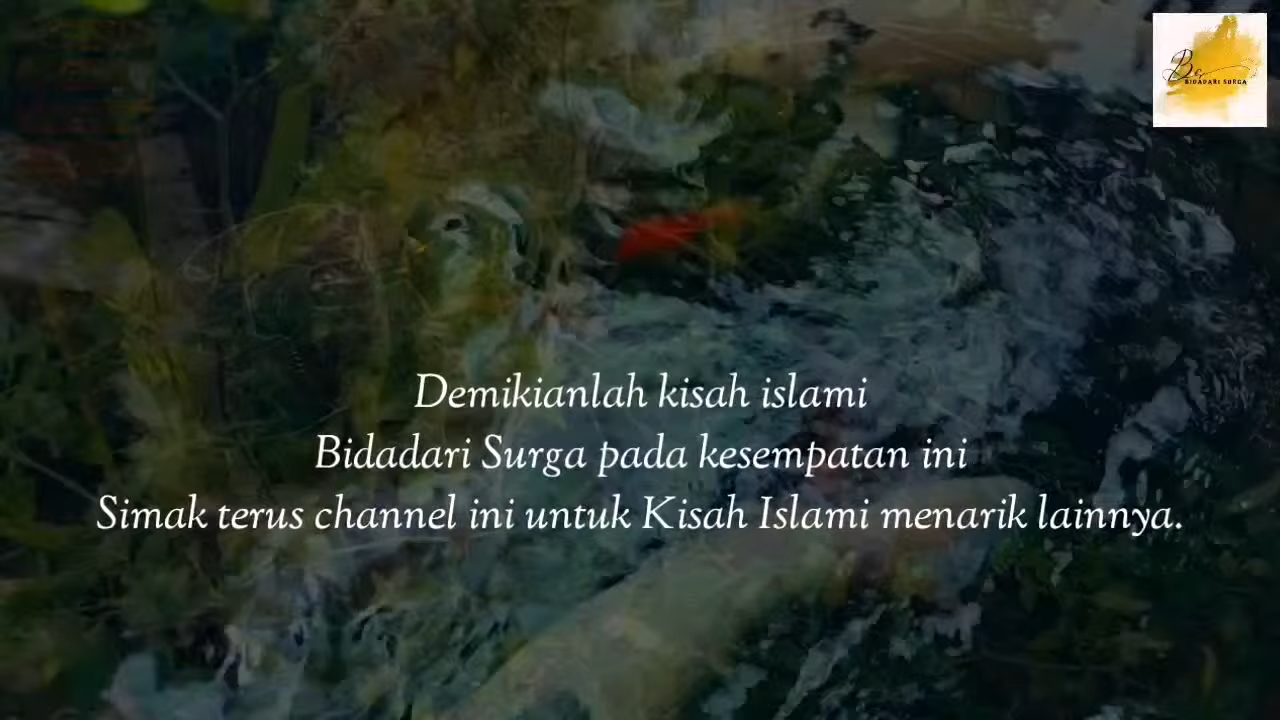 Bs
BIDADARI SURGA
Demikianlah kisah islami
Bidadari Surga pada kesempatan ini
Simak terus channel ini untuk Kisah Islami menarik lainnya.